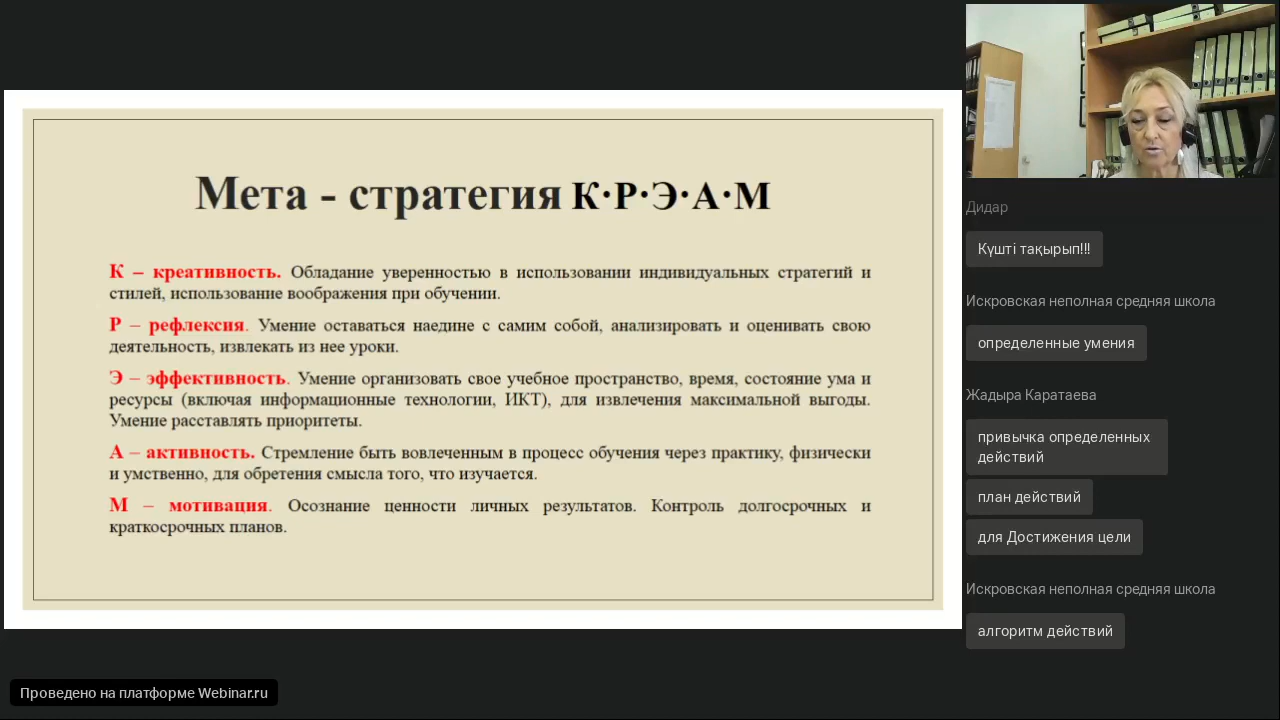 Мета - стратегия К·Р·Э·А·М
К – креативность. Обладание уверенностью в использовании индивидуальных стратегий и
стилей, использование воображения при обучении.
Р – рефлексия. Умение оставаться наедине с самим собой, анализировать и оценивать свою
деятельность, извлекать из нее уроки.
Э – эффективность. Умение организовать свое учебное пространство, время, состояние ума и
ресурсы (включая информационные технологии, ИКТ), для извлечения максимальной выгоды.
Умение расставлять приоритеты.
А – активность. Стремление быть вовлеченным в процесс обучения через практику, физически
и умственно, для обретения смысла того, что изучается.
М – мотивация. Осознание ценности личных результатов. Контроль долгосрочных и
краткосрочных планов.
Дидар
Күшті тақырып!!!
Искровская неполная средняя школа
определенные умения
Жадыра Каратаева
привычка определенных
действий
план действий
для Достижения цели
Искровская неполная средняя школа
алгоритм действий
Проведено на платформе Webinar.ru